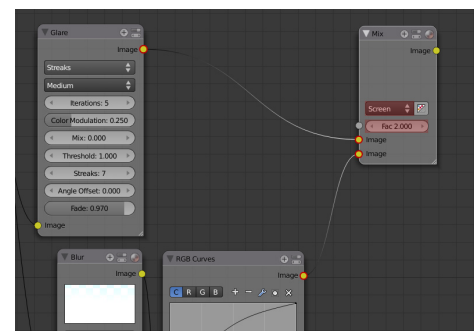 Glare
Image
Streaks
Medium
Iterations: 5
Color Modulation: 0.250
Mix: 0.000
Threshold: 1.000
Streaks: 7
Angle Offset: 0.000
Fade: 0.970
Image
Mix
Image
Screen
Fac 2.000
Image
Image
Blur
Image
RGB Curves
Image
C R G B